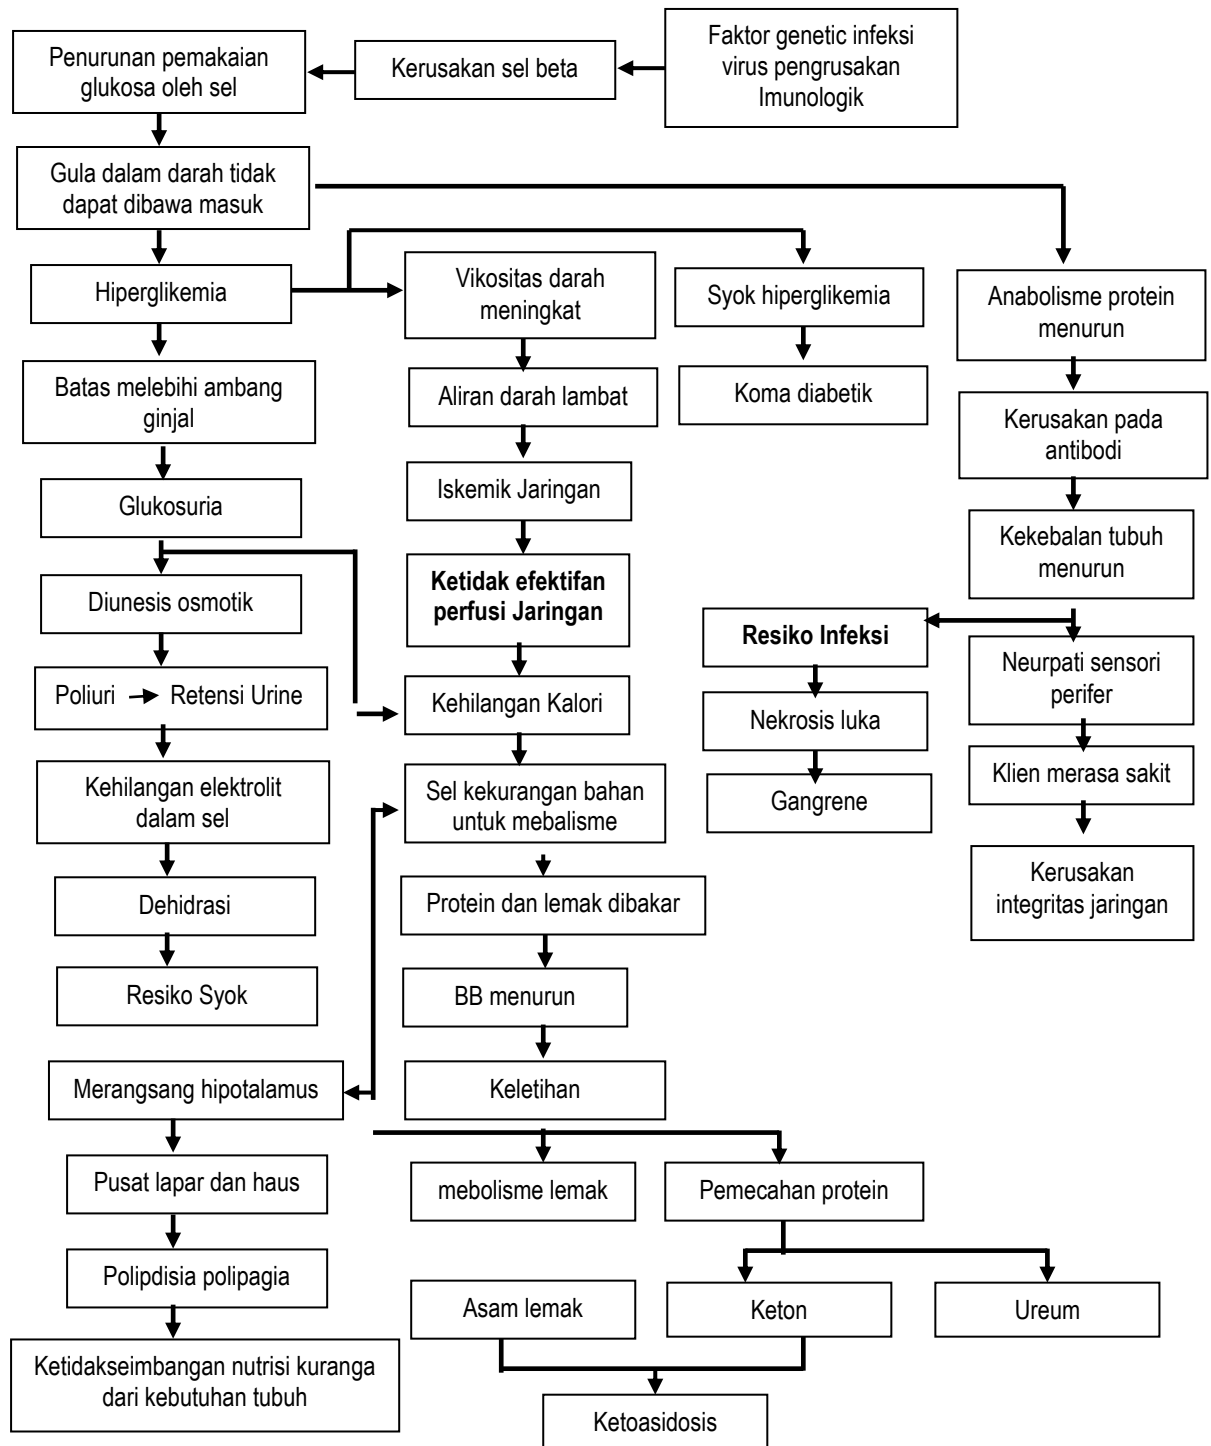 Penurunan pemakaian
glukosa oleh sel
Kerusakan sel beta
Faktor genetic infeksi
virus pengrusakan
Imunologik
Gula dalam darah tidak
dapat dibawa masuk
Hiperglikemia
Vikositas darah
meningkat
Syok hiperglikemia
Anabolisme protein
menurun
Batas melebihi ambang
ginjal
Aliran darah lambat
Koma diabetik
Kerusakan pada
antibodi
Glukosuria
Iskemik Jaringan
Kekebalan tubuh
menurun
Diunesis osmotik
Ketidak efektifan
perfusi Jaringan
Resiko Infeksi
Neurpati sensori
perifer
Poliuri
Retensi Urine
Kehilangan Kalori
Nekrosis luka
Klien merasa sakit
Kehilangan elektrolit
dalam sel
Sel kekurangan bahan
untuk mebalisme
Gangrene
Kerusakan
integritas jaringan
Dehidrasi
Protein dan lemak dibakar
Resiko Syok
BB menurun
Merangsang hipotalamus
Keletihan
Pusat lapar dan haus
mebolisme lemak
Pemecahan protein
Polipdisia polipagia
Asam lemak
Keton
Ureum
Ketidakseimbangan nutrisi kuranga
dari kebutuhan tubuh
Ketoasidosis